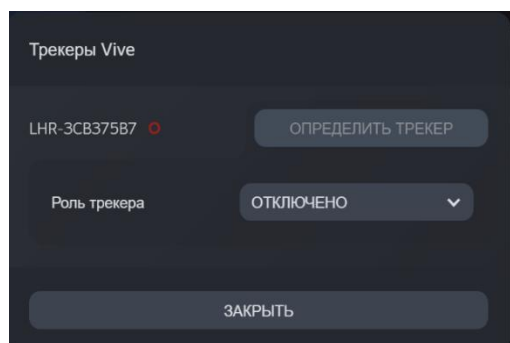 Трекеры Vive
LHR-3CB375B7
ОПРЕДЕЛИТЬ ТРЕКЕР
Роль трекера
ОТКЛЮЧЕНО
ЗАКРЫТЬ